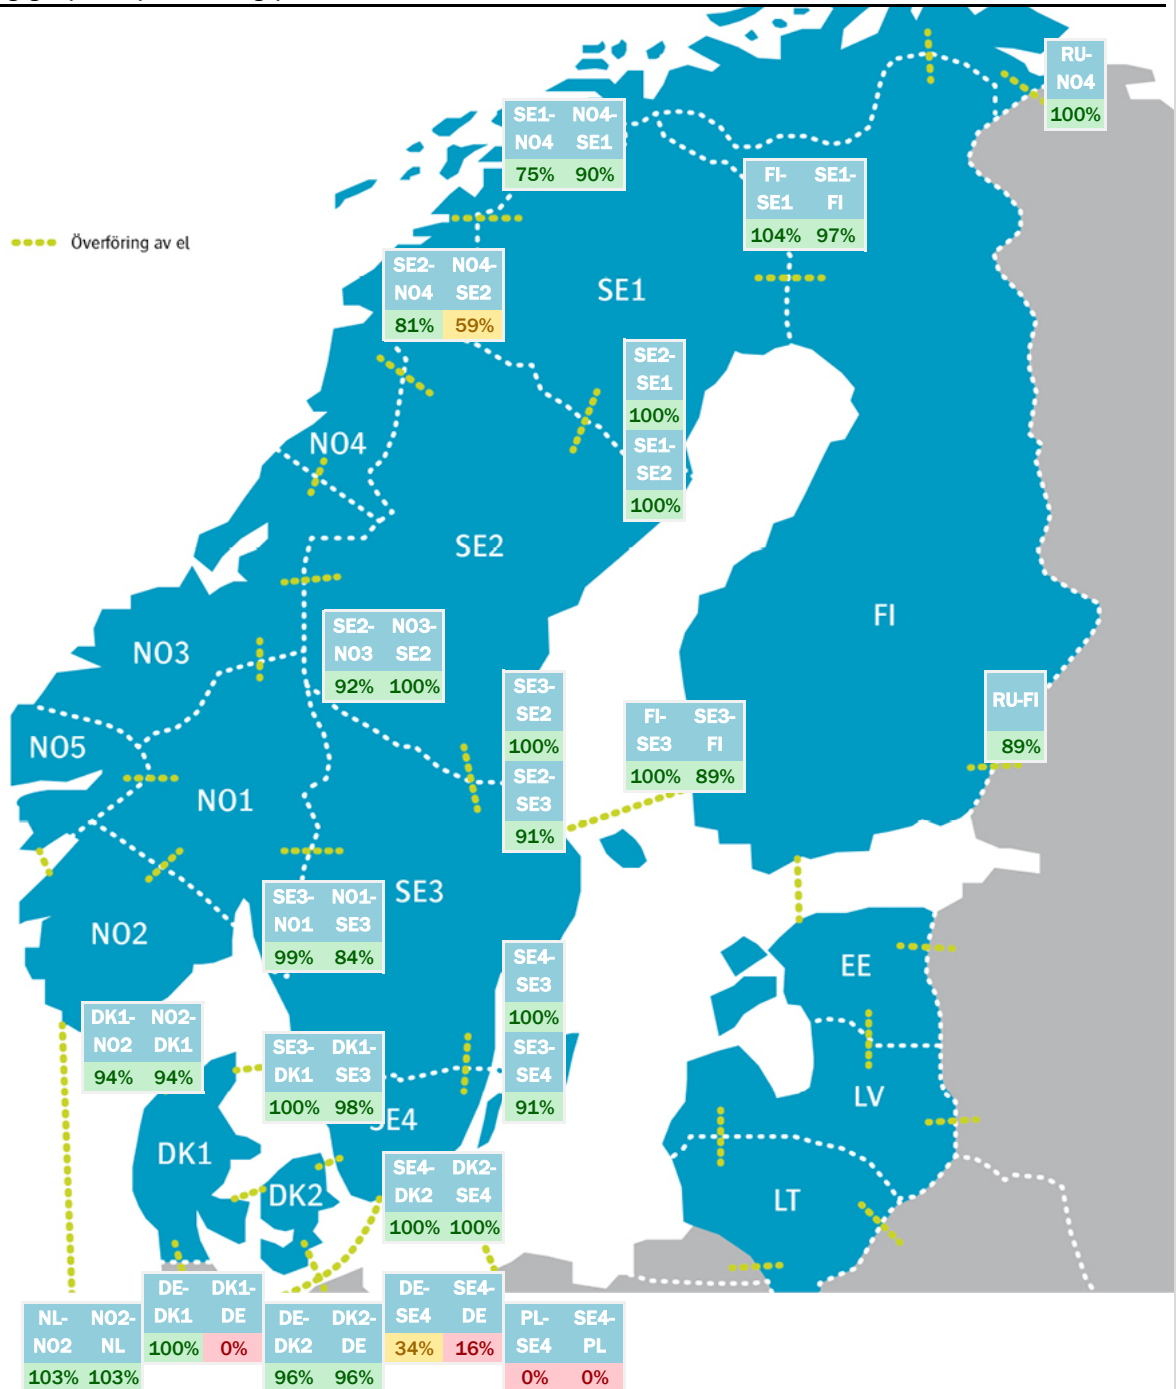 RU-
NO4
100%
SE1- NO4-
NO4 SE1
75% 90%
FI- SE1-
SE1 FI
104% 97%
Överföring av el
SE2- NO4-
NO4 SE2
81% 59%
SE1
SE2-
SE1
100%
SE1-
SE2
100%
NO4
SE2
FI
SE2- NO3-
NO3 SE2
92% 100%
NO3
SE3-
SE2
100%
SE2-
SE3
91%
FI- SE3-
SE3 FI
100% 89%
RU-FI
89%
NO5
NO1
SE3
SE3- NO1-
NO1 SE3
99% 84%
NO2
SE4-
SE3
100%
SE3-
SE4
91%
EE
DK1- NO2-
NO2 DK1
94% 94%
SE3- DK1-
DK1 SE3
100% 98%
SE4
LV
DK1
DK2
SE4- DK2-
DK2 SE4
100% 100%
LT
NL- NO2-
NO2 NL
103% 103%
DE- DK1-
DK1 DE
100% 0%
DE- DK2-
DK2 DE
96% 96%
DE- SE4-
SE4 DE
34% 16%
PL- SE4-
SE4 PL
0% 0%